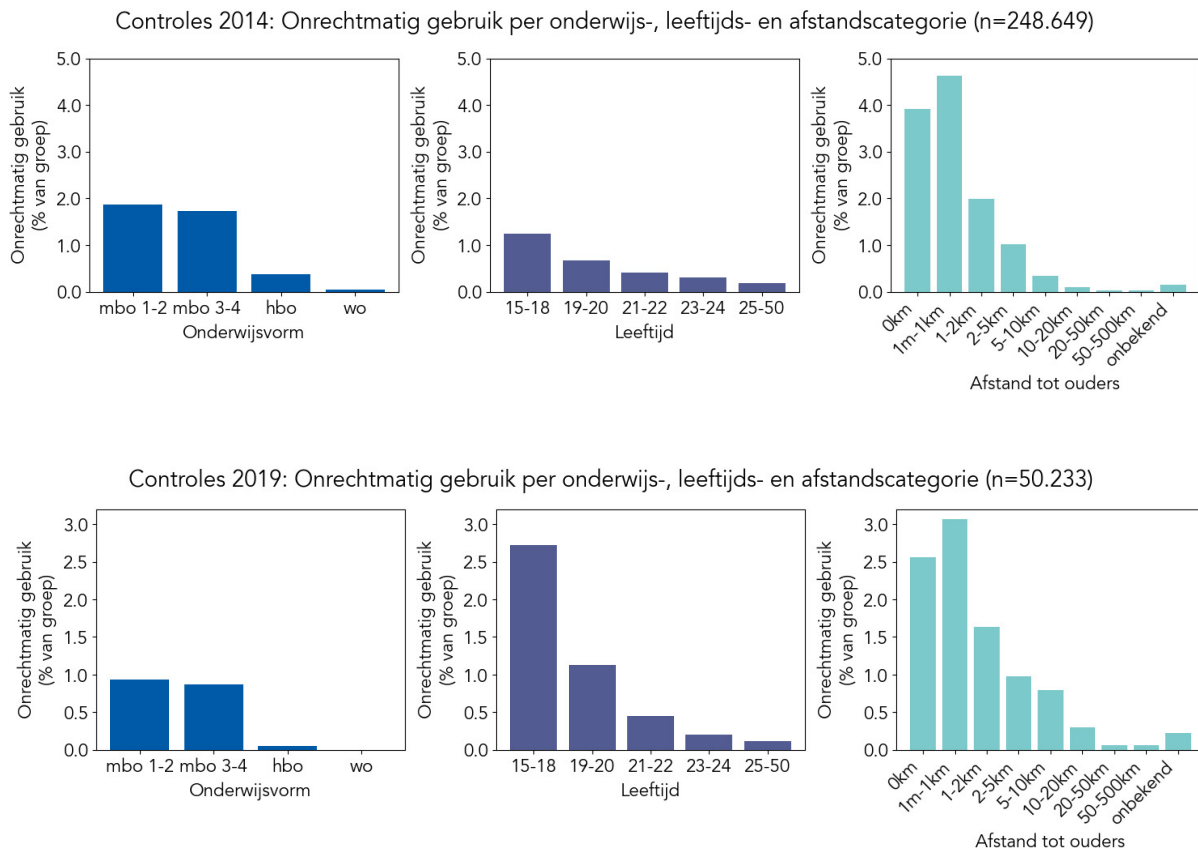 Controles 2014: Onrechtmatig gebruik per onderwijs-, leeftijds- en afstandscategorie (n=248.649)
Onrechtmatig gebruik
(% van groep)
5.0
4.0
3.0
2.0
1.0
0.0
mbo 1-2 mbo 3-4 hbo wo
Onderwijsvorm
Onrechtmatig gebruik
(% van groep)
5.0
4.0
3.0
2.0
1.0
0.0
15-18 19-20 21-22 23-24 25-50
Leeftijd
Onrechtmatig gebruik
(% van groep)
5.0
4.0
3.0
2.0
1.0
0.0
0km
1m-1km
1-2km
2-5km
5-10km
10-20km
20-50km
50-500km
onbekend
Afstand tot ouders
Controles 2019: Onrechtmatig gebruik per onderwijs-, leeftijds- en afstandscategorie (n=50.233)
Onrechtmatig gebruik
(% van groep)
3.0
2.5
2.0
1.5
1.0
0.5
0.0
mbo 1-2 mbo 3-4 hbo wo
Onderwijsvorm
Onrechtmatig gebruik
(% van groep)
3.0
2.5
2.0
1.5
1.0
0.5
0.0
15-18 19-20 21-22 23-24 25-50
Leeftijd
Onrechtmatig gebruik
(% van groep)
3.0
2.5
2.0
1.5
1.0
0.5
0.0
0km
1m-1km
1-2km
2-5km
5-10km
10-20km
20-50km
50-500km
onbekend
Afstand tot ouders